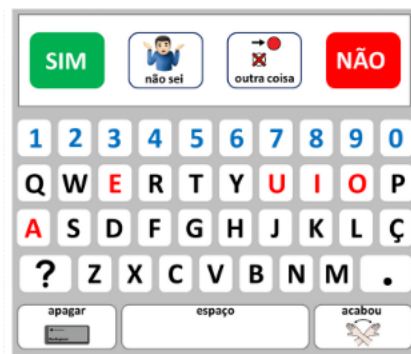 SIM não sei outra coisa NÃO
1 2 3 4 5 6 7 8 9 0
Q W E R T Y U I O P
A S D F G H J K L Ç
? Z X C V B N M .
apagar espaço acabou